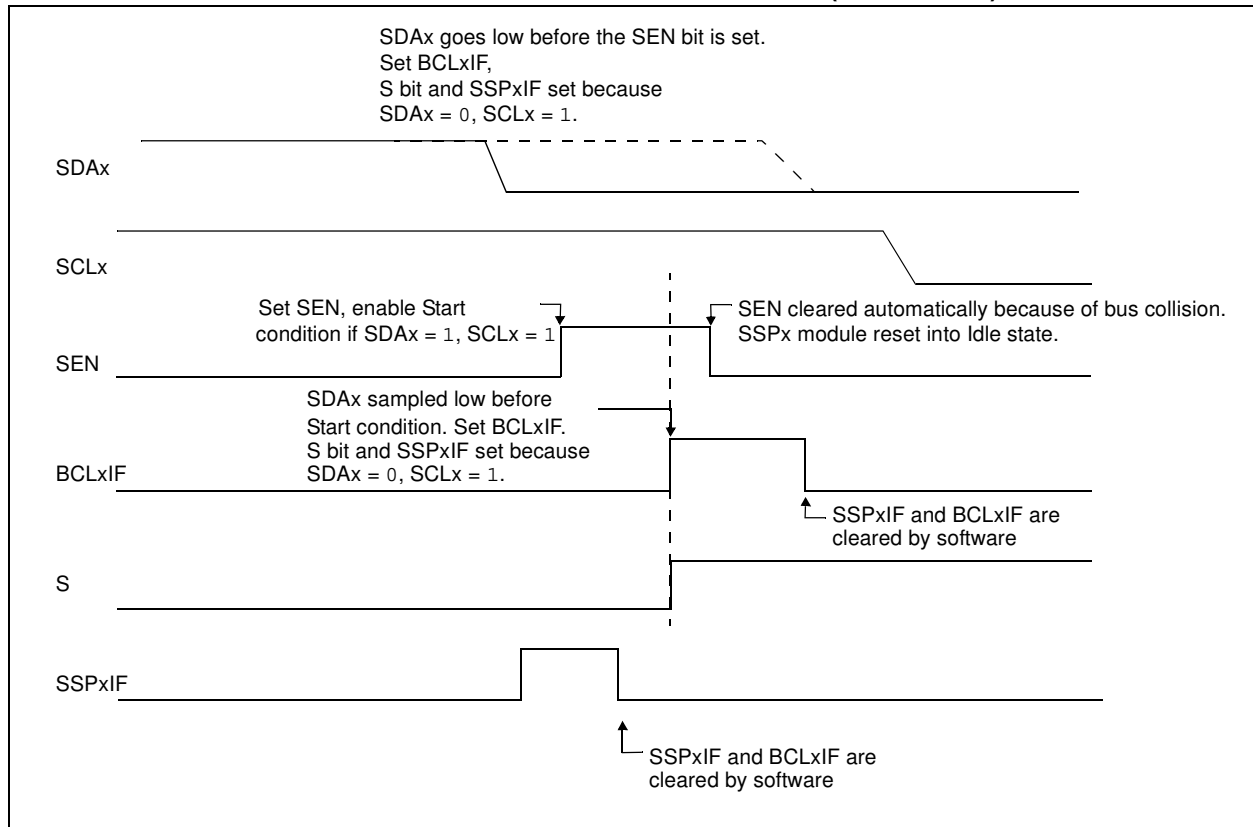 SDAx goes low before the SEN bit is set.
Set BCLxIF,
S bit and SSPxIF set because
SDAx = 0, SCLx = 1.
SDAx
SCLx
Set SEN, enable Start
condition if SDAx = 1, SCLx = 1
SEN cleared automatically because of bus collision.
SSPx module reset into Idle state.
SEN
SDAx sampled low before
Start condition. Set BCLxIF.
S bit and SSPxIF set because
SDAx = 0, SCLx = 1.
BCLxIF
SSPxIF and BCLxIF are
cleared by software
S
SSPxIF
SSPxIF and BCLxIF are
cleared by software